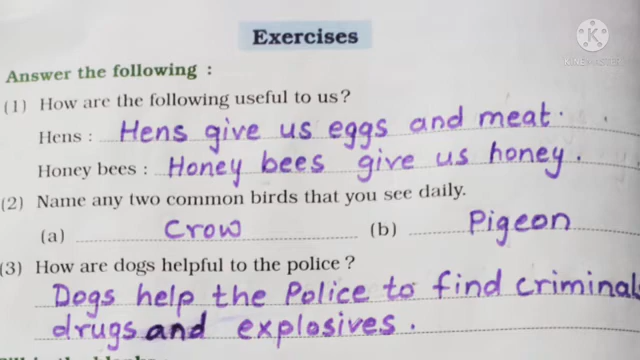 Exercises
Answer the following :
(1) How are the following useful to us?
Hens : Hens give us eggs and meat.
Honey bees : Honey bees give us honey.
(2) Name any two common birds that you see daily.
(a) Crow (b) Pigeon
(3) How are dogs helpful to the police?
Dogs help the Police to find criminals
drugs and explosives.